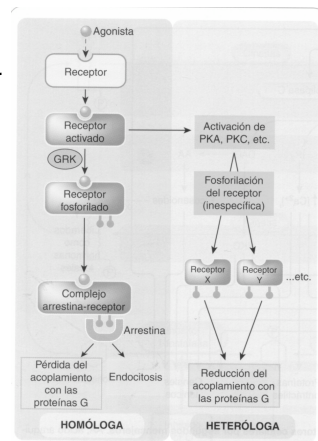 Agonista
Receptor
Receptor
activado
GRK
Receptor
fosforilado
Complejo
arrestina-receptor
Arrestina
Pérdida del
acoplamiento
con las
proteínas G
Endocitosis
HOMÓLOGA
Activación de
PKA, PKC, etc.
Fosforilación
del receptor
(inespecífica)
Receptor
X
Receptor
Y
...etc.
Reducción del
acoplamiento con
las proteínas G
HETERÓLOGA